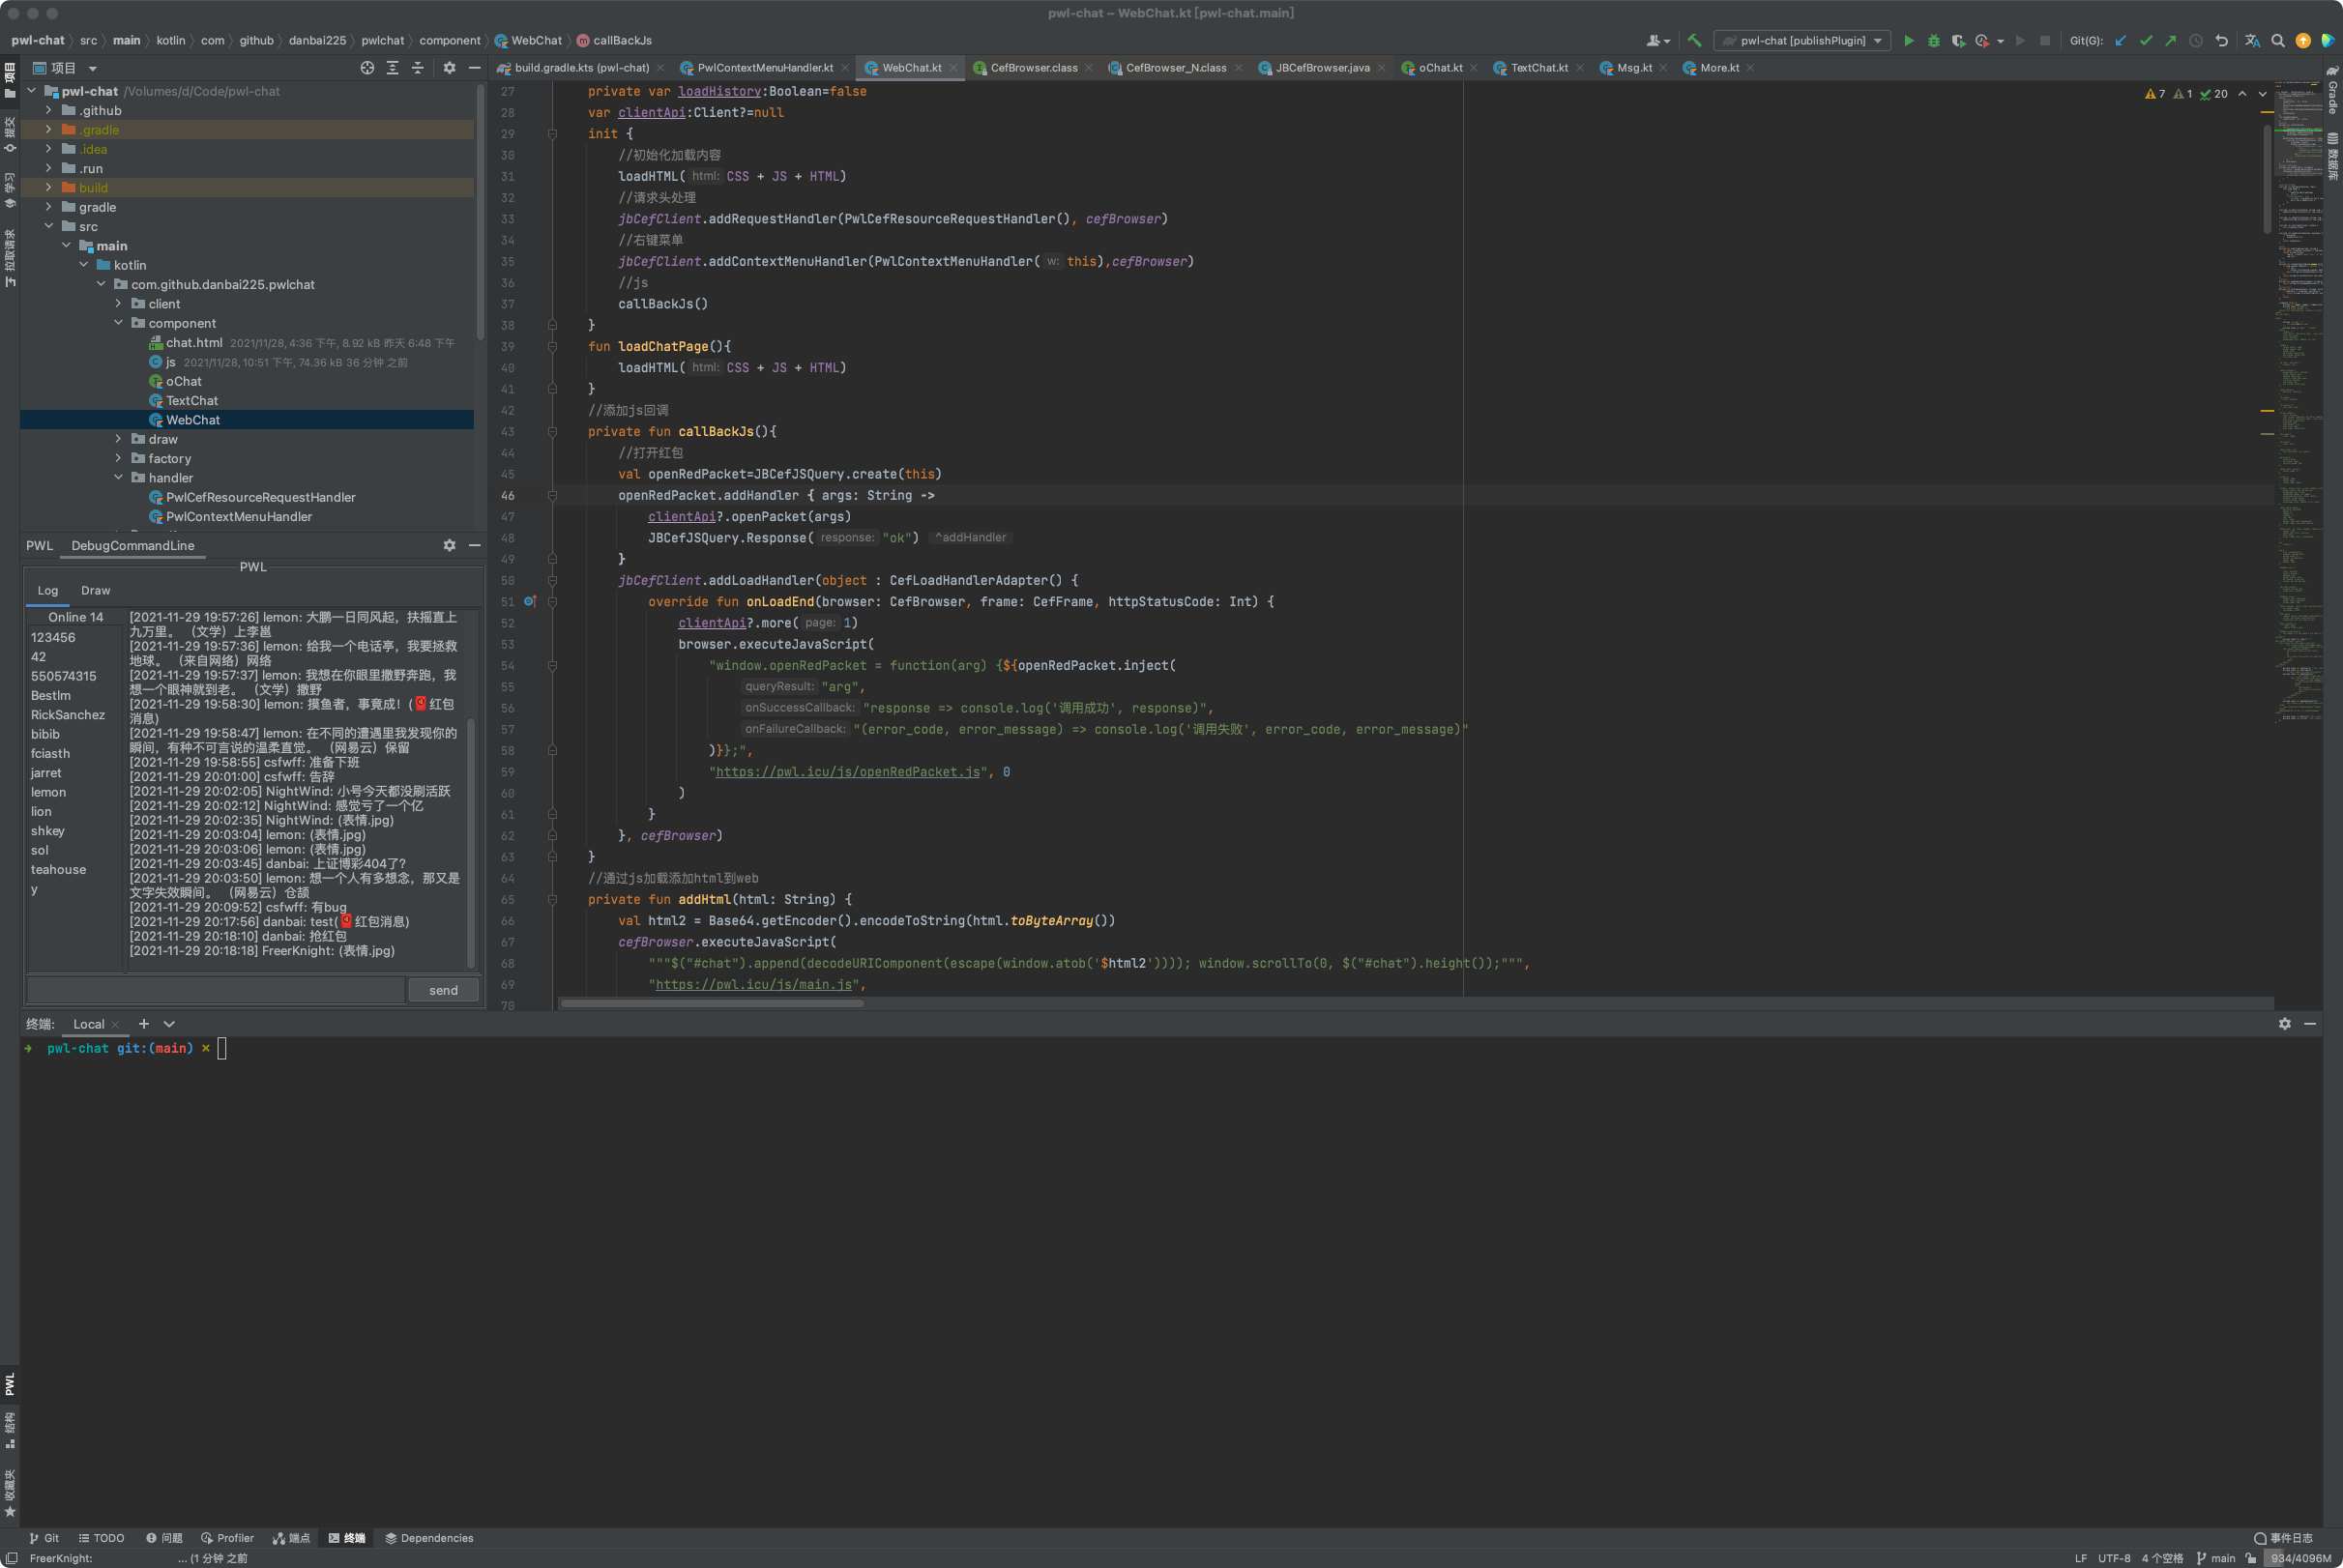 pwl-chat – WebChat.kt [pwl-chat.main]
pwl-chat src main kotlin com github danbai225 pwlchat component WebChat callBackJs
pwl-chat [publishPlugin]
Git(G):
项目
build.gradle.kts (pwl-chat) PwlContextMenuHandler.kt WebChat.kt CefBrowser.class CefBrowser_N.class JBCefBrowser.java oChat.kt TextChat.kt Msg.kt More.kt
项目
提交
学习
拉取请求
PWL
结构
收藏夹
Gradle
数据库
pwl-chat /Volumes/d/Code/pwl-chat
.github
.gradle
.idea
.run
build
gradle
src
main
kotlin
com.github.danbai225.pwlchat
client
component
chat.html 2021/11/28, 4:36 下午, 8.92 kB 昨天 6:48 下午
js 2021/11/28, 10:51 下午, 74.36 kB 36 分钟 之前
oChat
TextChat
WebChat
draw
factory
handler
PwlCefResourceRequestHandler
PwlContextMenuHandler
PWL DebugCommandLine
PWL
Log Draw
Online 14
123456
42
550574315
Bestlm
RickSanchez
bibib
fciasth
jarret
lemon
lion
shkey
sol
teahouse
y
[2021-11-29 19:57:26] lemon: 大鹏一日同风起，扶摇直上
九万里。 （文学）上李邕
[2021-11-29 19:57:36] lemon: 给我一个电话亭，我要拯救
地球。 （来自网络）网络
[2021-11-29 19:57:37] lemon: 我想在你眼里撒野奔跑，我
想一个眼神就到老。 （文学）撒野
[2021-11-29 19:58:30] lemon: 摸鱼者，事竟成！(🧧红包
消息)
[2021-11-29 19:58:47] lemon: 在不同的遭遇里我发现你的
瞬间，有种不可言说的温柔直觉。 （网易云）保留
[2021-11-29 19:58:55] csfwff: 准备下班
[2021-11-29 20:01:00] csfwff: 告辞
[2021-11-29 20:02:05] NightWind: 小号今天都没刷活跃
[2021-11-29 20:02:12] NightWind: 感觉亏了一个亿
[2021-11-29 20:02:35] NightWind: (表情.jpg)
[2021-11-29 20:03:04] lemon: (表情.jpg)
[2021-11-29 20:03:06] lemon: (表情.jpg)
[2021-11-29 20:03:45] danbai: 上证博彩404了？
[2021-11-29 20:03:50] lemon: 想一个人有多想念，那又是
文字失效瞬间。 （网易云）仓颉
[2021-11-29 20:09:52] csfwff: 有bug
[2021-11-29 20:17:56] danbai: test(🧧红包消息)
[2021-11-29 20:18:10] danbai: 抢红包
[2021-11-29 20:18:18] FreerKnight: (表情.jpg)
send
7 1 20
27 private var loadHistory:Boolean=false
28 var clientApi:Client?=null
29 init {
30 //初始化加载内容
31 loadHTML( html: CSS + JS + HTML)
32 //请求头处理
33 jbCefClient.addRequestHandler(PwlCefResourceRequestHandler(), cefBrowser)
34 //右键菜单
35 jbCefClient.addContextMenuHandler(PwlContextMenuHandler( w: this),cefBrowser)
36 //js
37 callBackJs()
38 }
39 fun loadChatPage(){
40 loadHTML( html: CSS + JS + HTML)
41 }
42 //添加js回调
43 private fun callBackJs(){
44 //打开红包
45 val openRedPacket=JBCefJSQuery.create(this)
46 openRedPacket.addHandler { args: String ->
47 clientApi?.openPacket(args)
48 JBCefJSQuery.Response( response: "ok") ^addHandler
49 }
50 jbCefClient.addLoadHandler(object : CefLoadHandlerAdapter() {
51 override fun onLoadEnd(browser: CefBrowser, frame: CefFrame, httpStatusCode: Int) {
52 clientApi?.more( page: 1)
53 browser.executeJavaScript(
54 "window.openRedPacket = function(arg) {${openRedPacket.inject(
55 queryResult: "arg",
56 onSuccessCallback: "response => console.log('调用成功', response)",
57 onFailureCallback: "(error_code, error_message) => console.log('调用失败', error_code, error_message)"
58 )}};",
59 "https://pwl.icu/js/openRedPacket.js", 0
60 )
61 }
62 }, cefBrowser)
63 }
64 //通过js加载添加html到web
65 private fun addHtml(html: String) {
66 val html2 = Base64.getEncoder().encodeToString(html.toByteArray())
67 cefBrowser.executeJavaScript(
68 """$("#chat").append(decodeURIComponent(escape(window.atob('$html2')))); window.scrollTo(0, $("#chat").height());""",
69 "https://pwl.icu/js/main.js",
70
终端: Local
➜ pwl-chat git:(main) ×
Git TODO 问题 Profiler 端点 终端 Dependencies 事件日志
FreerKnight: ... (1 分钟 之前 LF UTF-8 4 个空格 main 934/4096M